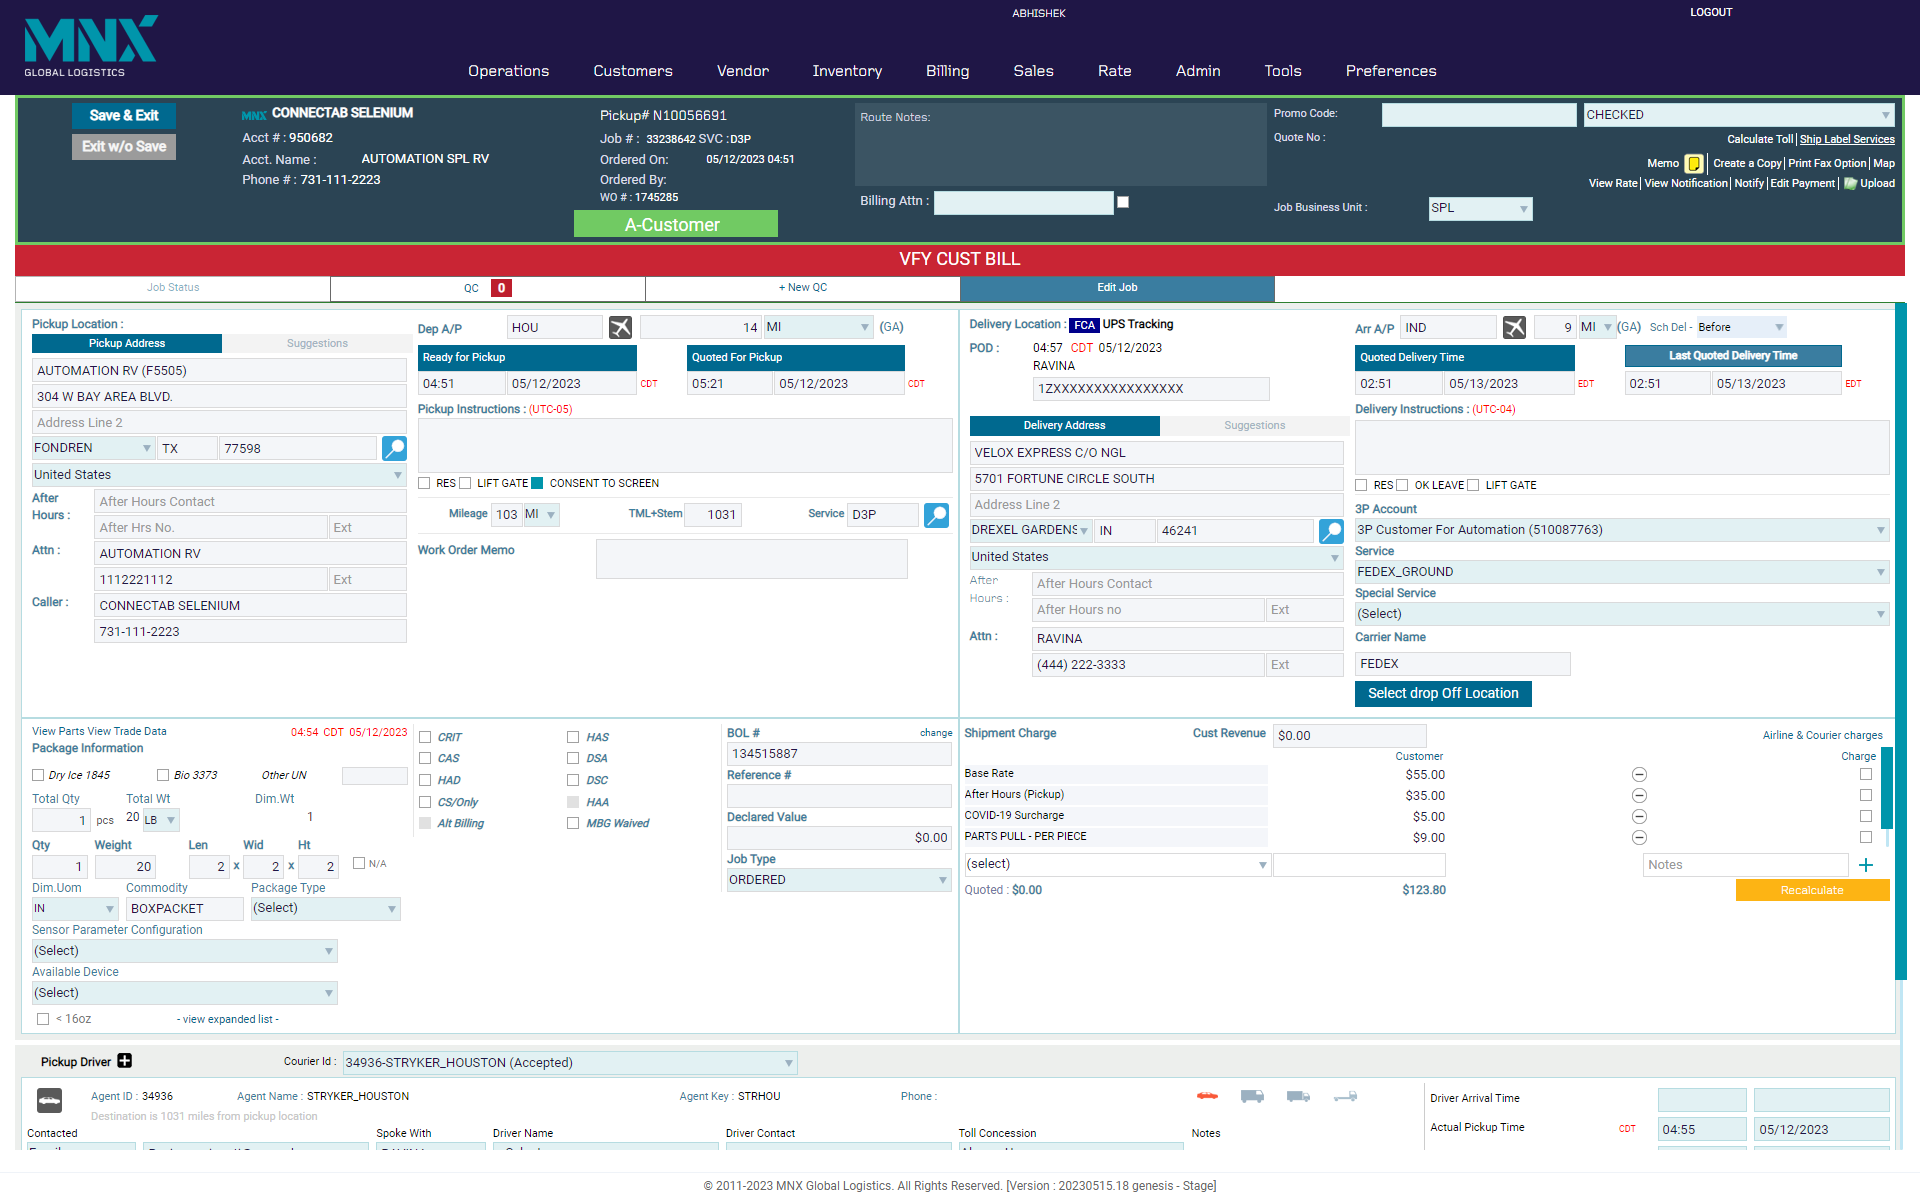 MNX
GLOBAL LOGISTICS
ABHISHEK
LOGOUT
Operations Customers Vendor Inventory Billing Sales Rate Admin Tools Preferences
Save & Exit
Exit w/o Save
MNX CONNECTAB SELENIUM
Acct # : 950682
Acct. Name : AUTOMATION SPL RV
Phone # : 731-111-2223
Pickup# N10056691
Job # : 33238642 SVC :D3P
Ordered On: 05/12/2023 04:51
Ordered By:
WO # : 1745285
A-Customer
Route Notes:
Billing Attn :
Promo Code: CHECKED
Quote No :
Calculate Toll | Ship Label Services
Memo | Create a Copy | Print Fax Option | Map
View Rate | View Notification | Notify | Edit Payment | Upload
Job Business Unit : SPL
VFY CUST BILL
Job Status QC 0 + New QC Edit Job
Pickup Location :
Pickup Address Suggestions
AUTOMATION RV (F5505)
304 W BAY AREA BLVD.
Address Line 2
FONDREN TX 77598
United States
After Hours : After Hours Contact
After Hrs No. Ext
Attn : AUTOMATION RV
1112221112 Ext
Caller : CONNECTAB SELENIUM
731-111-2223
Dep A/P HOU 14 MI (GA)
Ready for Pickup Quoted For Pickup
04:51 05/12/2023 CDT 05:21 05/12/2023 CDT
Pickup Instructions : (UTC-05)
RES LIFT GATE CONSENT TO SCREEN
Mileage 103 MI TML+Stem 1031 Service D3P
Work Order Memo
Delivery Location : FCA UPS Tracking
POD : 04:57 CDT 05/12/2023
RAVINA
1ZXXXXXXXXXXXXXXXX
Delivery Address Suggestions
VELOX EXPRESS C/O NGL
5701 FORTUNE CIRCLE SOUTH
Address Line 2
DREXEL GARDENS IN 46241
United States
After Hours : After Hours Contact
After Hours no Ext
Attn : RAVINA
(444) 222-3333 Ext
Arr A/P IND 9 MI (GA) Sch Del - Before
Quoted Delivery Time Last Quoted Delivery Time
02:51 05/13/2023 EDT 02:51 05/13/2023 EDT
Delivery Instructions : (UTC-04)
RES OK LEAVE LIFT GATE
3P Account
3P Customer For Automation (510087763)
Service
FEDEX_GROUND
Special Service
(Select)
Carrier Name
FEDEX
Select drop Off Location
View Parts View Trade Data 04:54 CDT 05/12/2023
Package Information
Dry Ice 1845 Bio 3373 Other UN
Total Qty Total Wt Dim.Wt
1 pcs 20 LB 1
Qty Weight Len Wid Ht
1 20 2 x 2 x 2 N/A
Dim.Uom Commodity Package Type
IN BOXPACKET (Select)
Sensor Parameter Configuration
(Select)
Available Device
(Select)
< 16oz - view expanded list -
CRIT HAS
CAS DSA
HAD DSC
CS/Only HAA
Alt Billing MBG Waived
BOL # change
134515887
Reference #
Declared Value
$0.00
Job Type
ORDERED
Shipment Charge Cust Revenue $0.00 Airline & Courier charges
Customer Charge
Base Rate $55.00
After Hours (Pickup) $35.00
COVID-19 Surcharge $5.00
PARTS PULL - PER PIECE $9.00
(select) Notes +
Quoted : $0.00 $123.80 Recalculate
Pickup Driver Courier Id : 34936-STRYKER_HOUSTON (Accepted)
Agent ID : 34936 Agent Name : STRYKER_HOUSTON Agent Key : STRHOU Phone :
Destination is 1031 miles from pickup location
Contacted Spoke With Driver Name Driver Contact Toll Concession Notes
Driver Arrival Time
Actual Pickup Time CDT 04:55 05/12/2023
© 2011-2023 MNX Global Logistics. All Rights Reserved. [Version : 20230515.18 genesis - Stage]